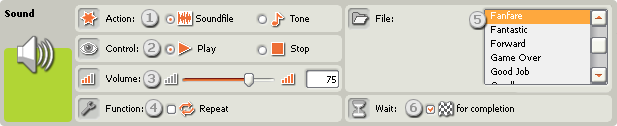 Sound
Action: 1 Soundfile Tone
Control: 2 Play Stop
Volume: 3 75
Function: 4 Repeat
File: 5 Fanfare
Fantastic
Forward
Game Over
Good Job
Wait: 6 for completion